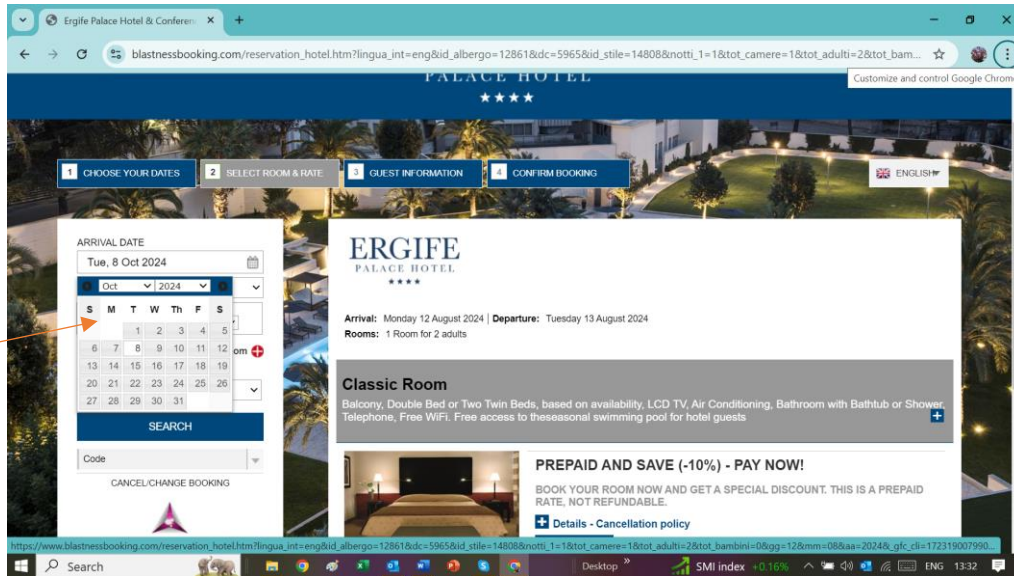 Ergife Palace Hotel & Conferen
blastnessbooking.com/reservation_hotel.htm?lingua_int=eng&id_albergo=12861&dc=5965&id_stile=14808&notti_1=1&tot_camere=1&tot_adulti=2&tot_bam...
Customize and control Google Chrom
PALACE HOTEL
1 CHOOSE YOUR DATES 2 SELECT ROOM & RATE 3 GUEST INFORMATION 4 CONFIRM BOOKING
ENGLISH
ARRIVAL DATE
Tue, 8 Oct 2024
Oct 2024
S M T W Th F S
1 2 3 4 5
6 7 8 9 10 11 12
13 14 15 16 17 18 19
20 21 22 23 24 25 26
27 28 29 30 31
om
SEARCH
Code
CANCEL/CHANGE BOOKING
ERGIFE
PALACE HOTEL
Arrival: Monday 12 August 2024 | Departure: Tuesday 13 August 2024
Rooms: 1 Room for 2 adults
Classic Room
Balcony, Double Bed or Two Twin Beds, based on availability, LCD TV, Air Conditioning, Bathroom with Bathtub or Shower,
Telephone, Free WiFi. Free access to theseasonal swimming pool for hotel guests
PREPAID AND SAVE (-10%) - PAY NOW!
BOOK YOUR ROOM NOW AND GET A SPECIAL DISCOUNT. THIS IS A PREPAID
RATE, NOT REFUNDABLE.
Details - Cancellation policy
https://www.blastnessbooking.com/reservation_hotel.htm?lingua_int=eng&id_albergo=12861&dc=5965&id_stile=14808&notti_1=1&tot_camere=1&tot_adulti=2&tot_bambini=0&gg=12&mm=08&aa=2024&_gfc_cli=172319007990...
Search
Desktop
SMI index +0.16%
ENG
13:32